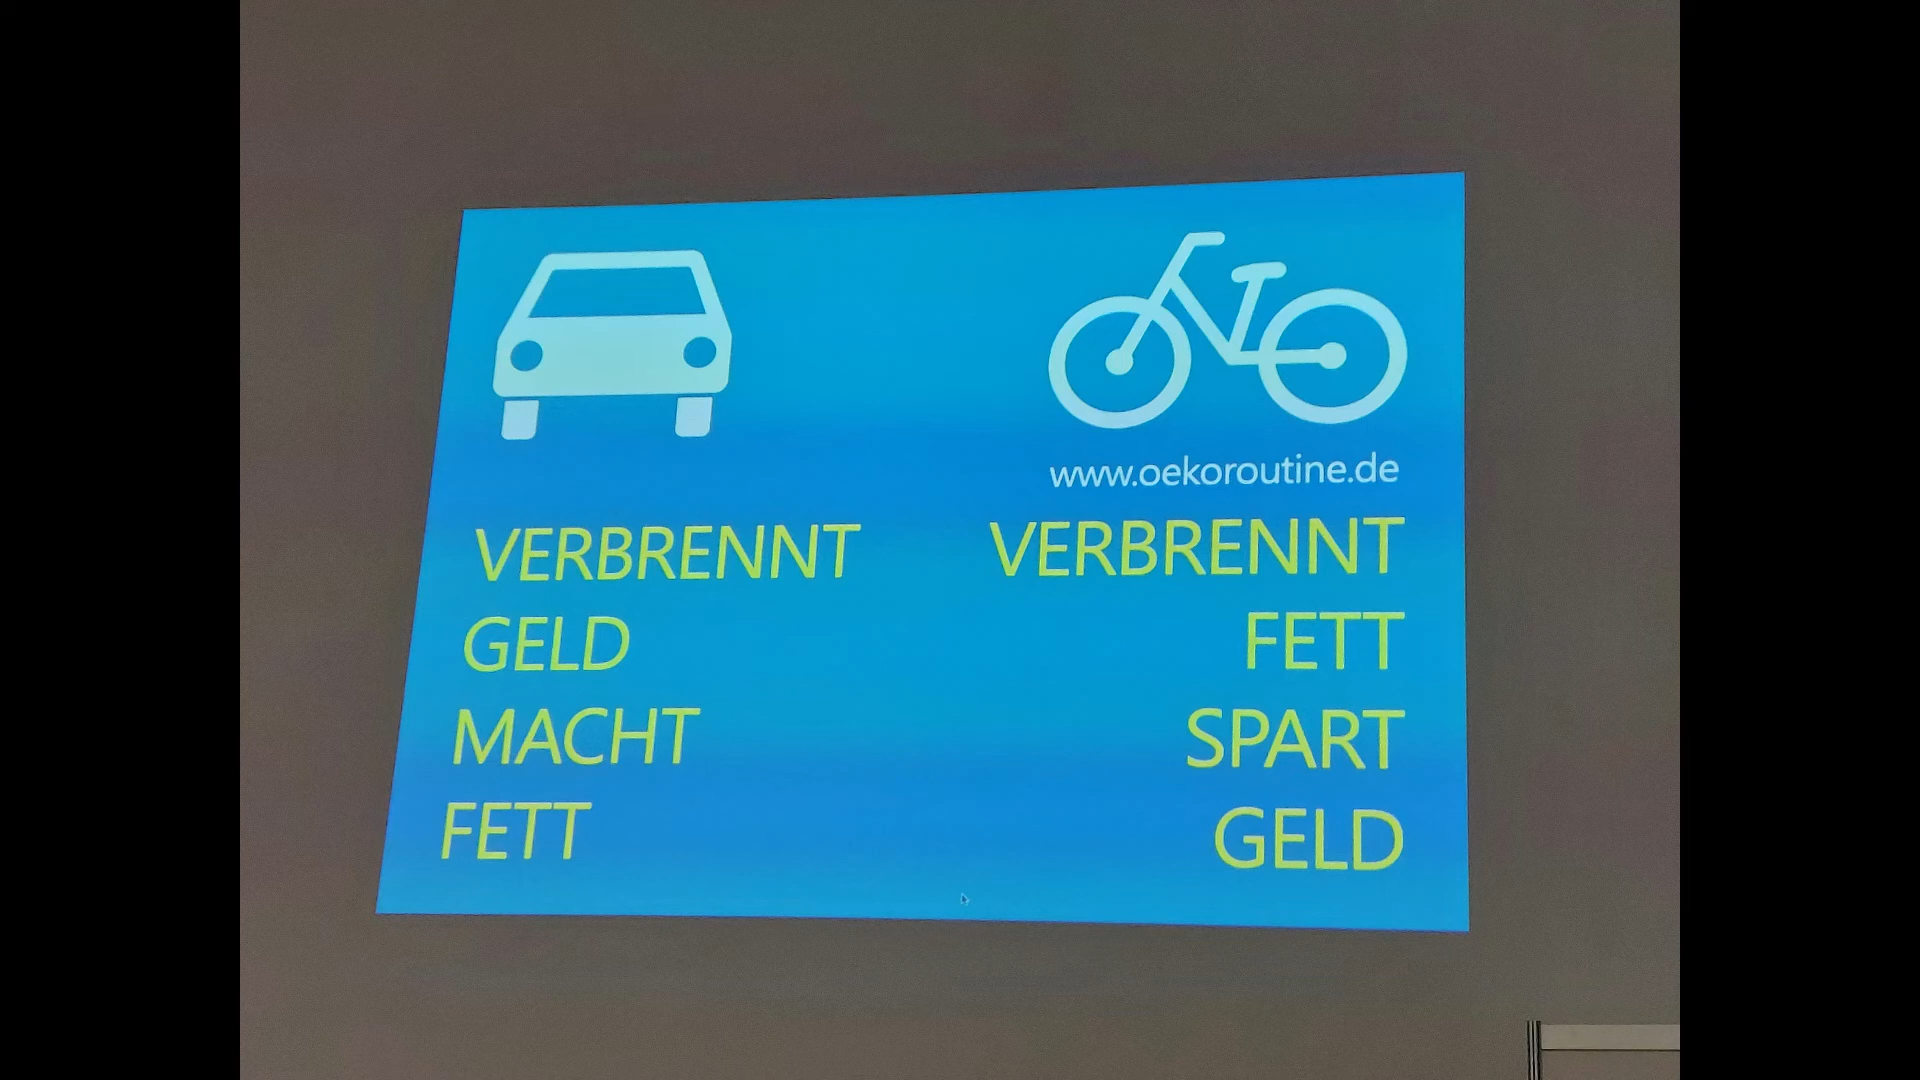 www.oekoroutine.de
VERBRENNT
GELD
MACHT
FETT
VERBRENNT
FETT
SPART
GELD